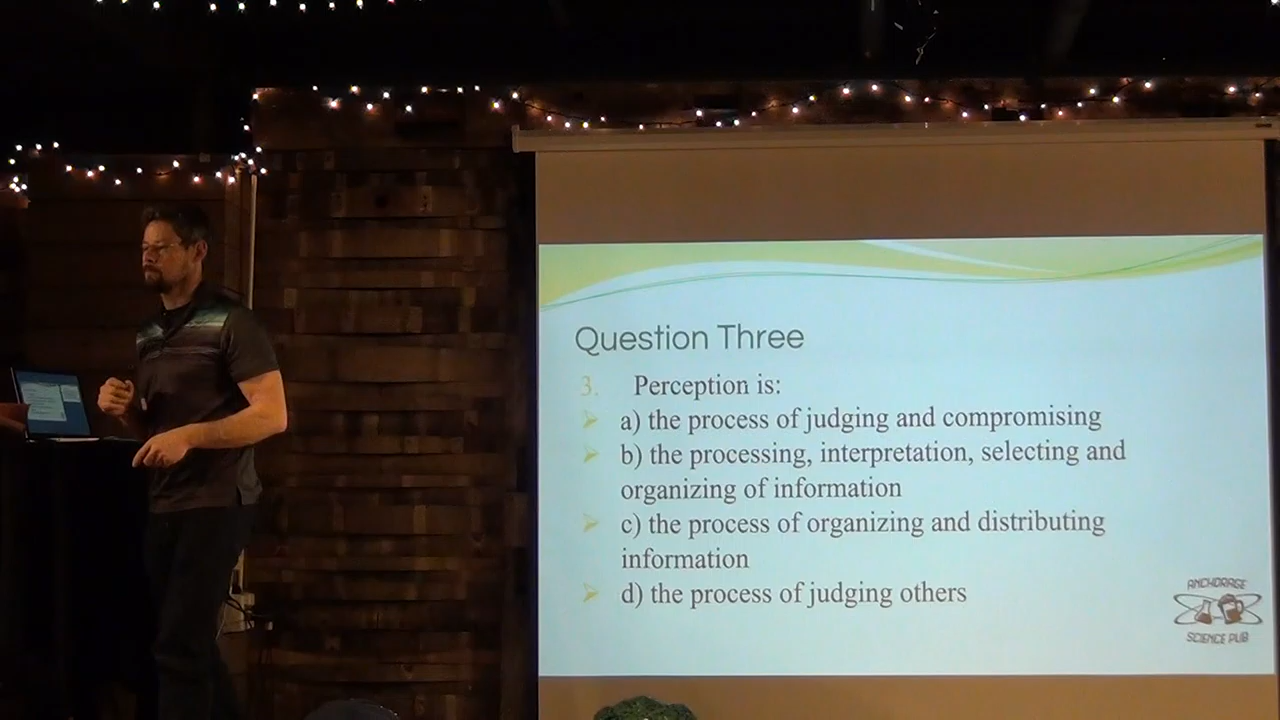 Question Three
3. Perception is:
a) the process of judging and compromising
b) the processing, interpretation, selecting and
organizing of information
c) the process of organizing and distributing
information
d) the process of judging others
ANCHORAGE
SCIENCE PUB